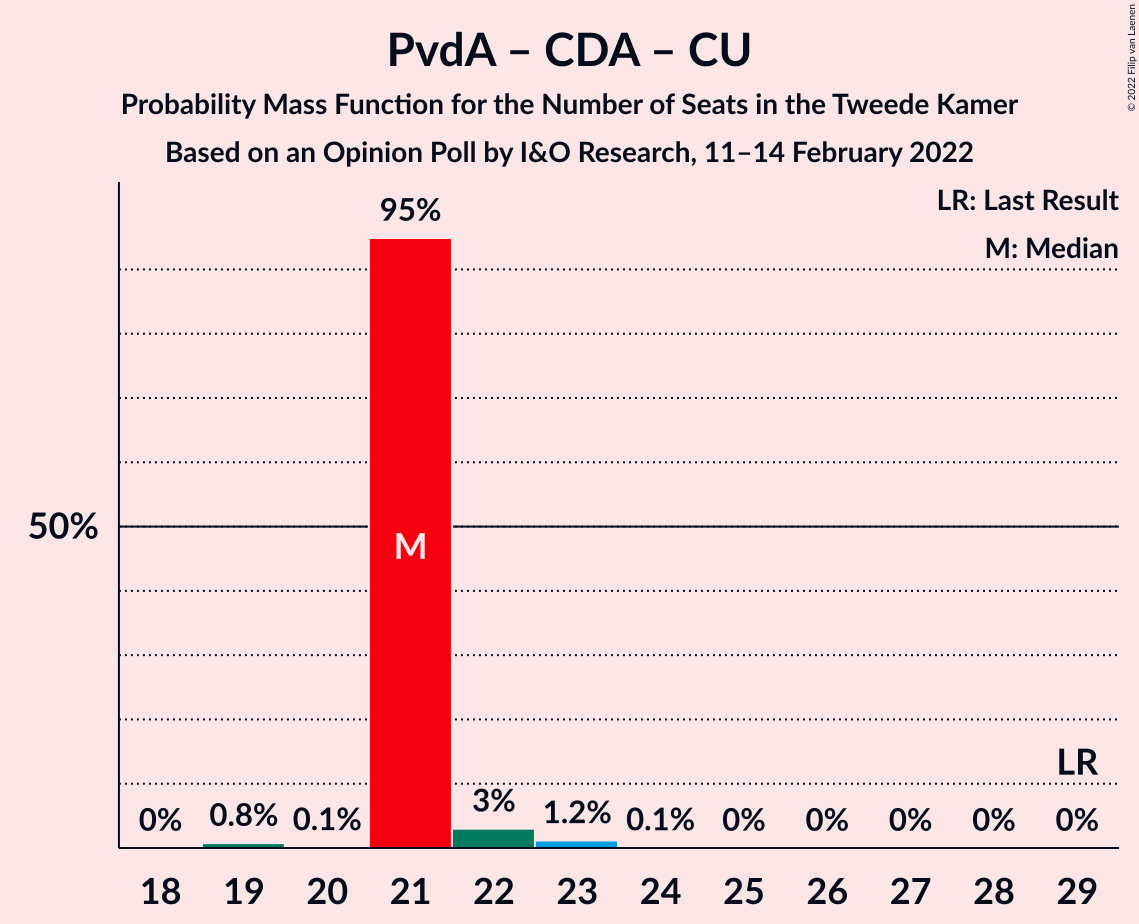 PvdA – CDA – CU
Probability Mass Function for the Number of Seats in the Tweede Kamer
Based on an Opinion Poll by I&O Research, 11–14 February 2022
© 2022 Filip van Laenen
LR: Last Result
M: Median
95%
50%
M
LR
0% 0.8% 0.1% 3% 1.2% 0.1% 0% 0% 0% 0% 0%
18 19 20 21 22 23 24 25 26 27 28 29